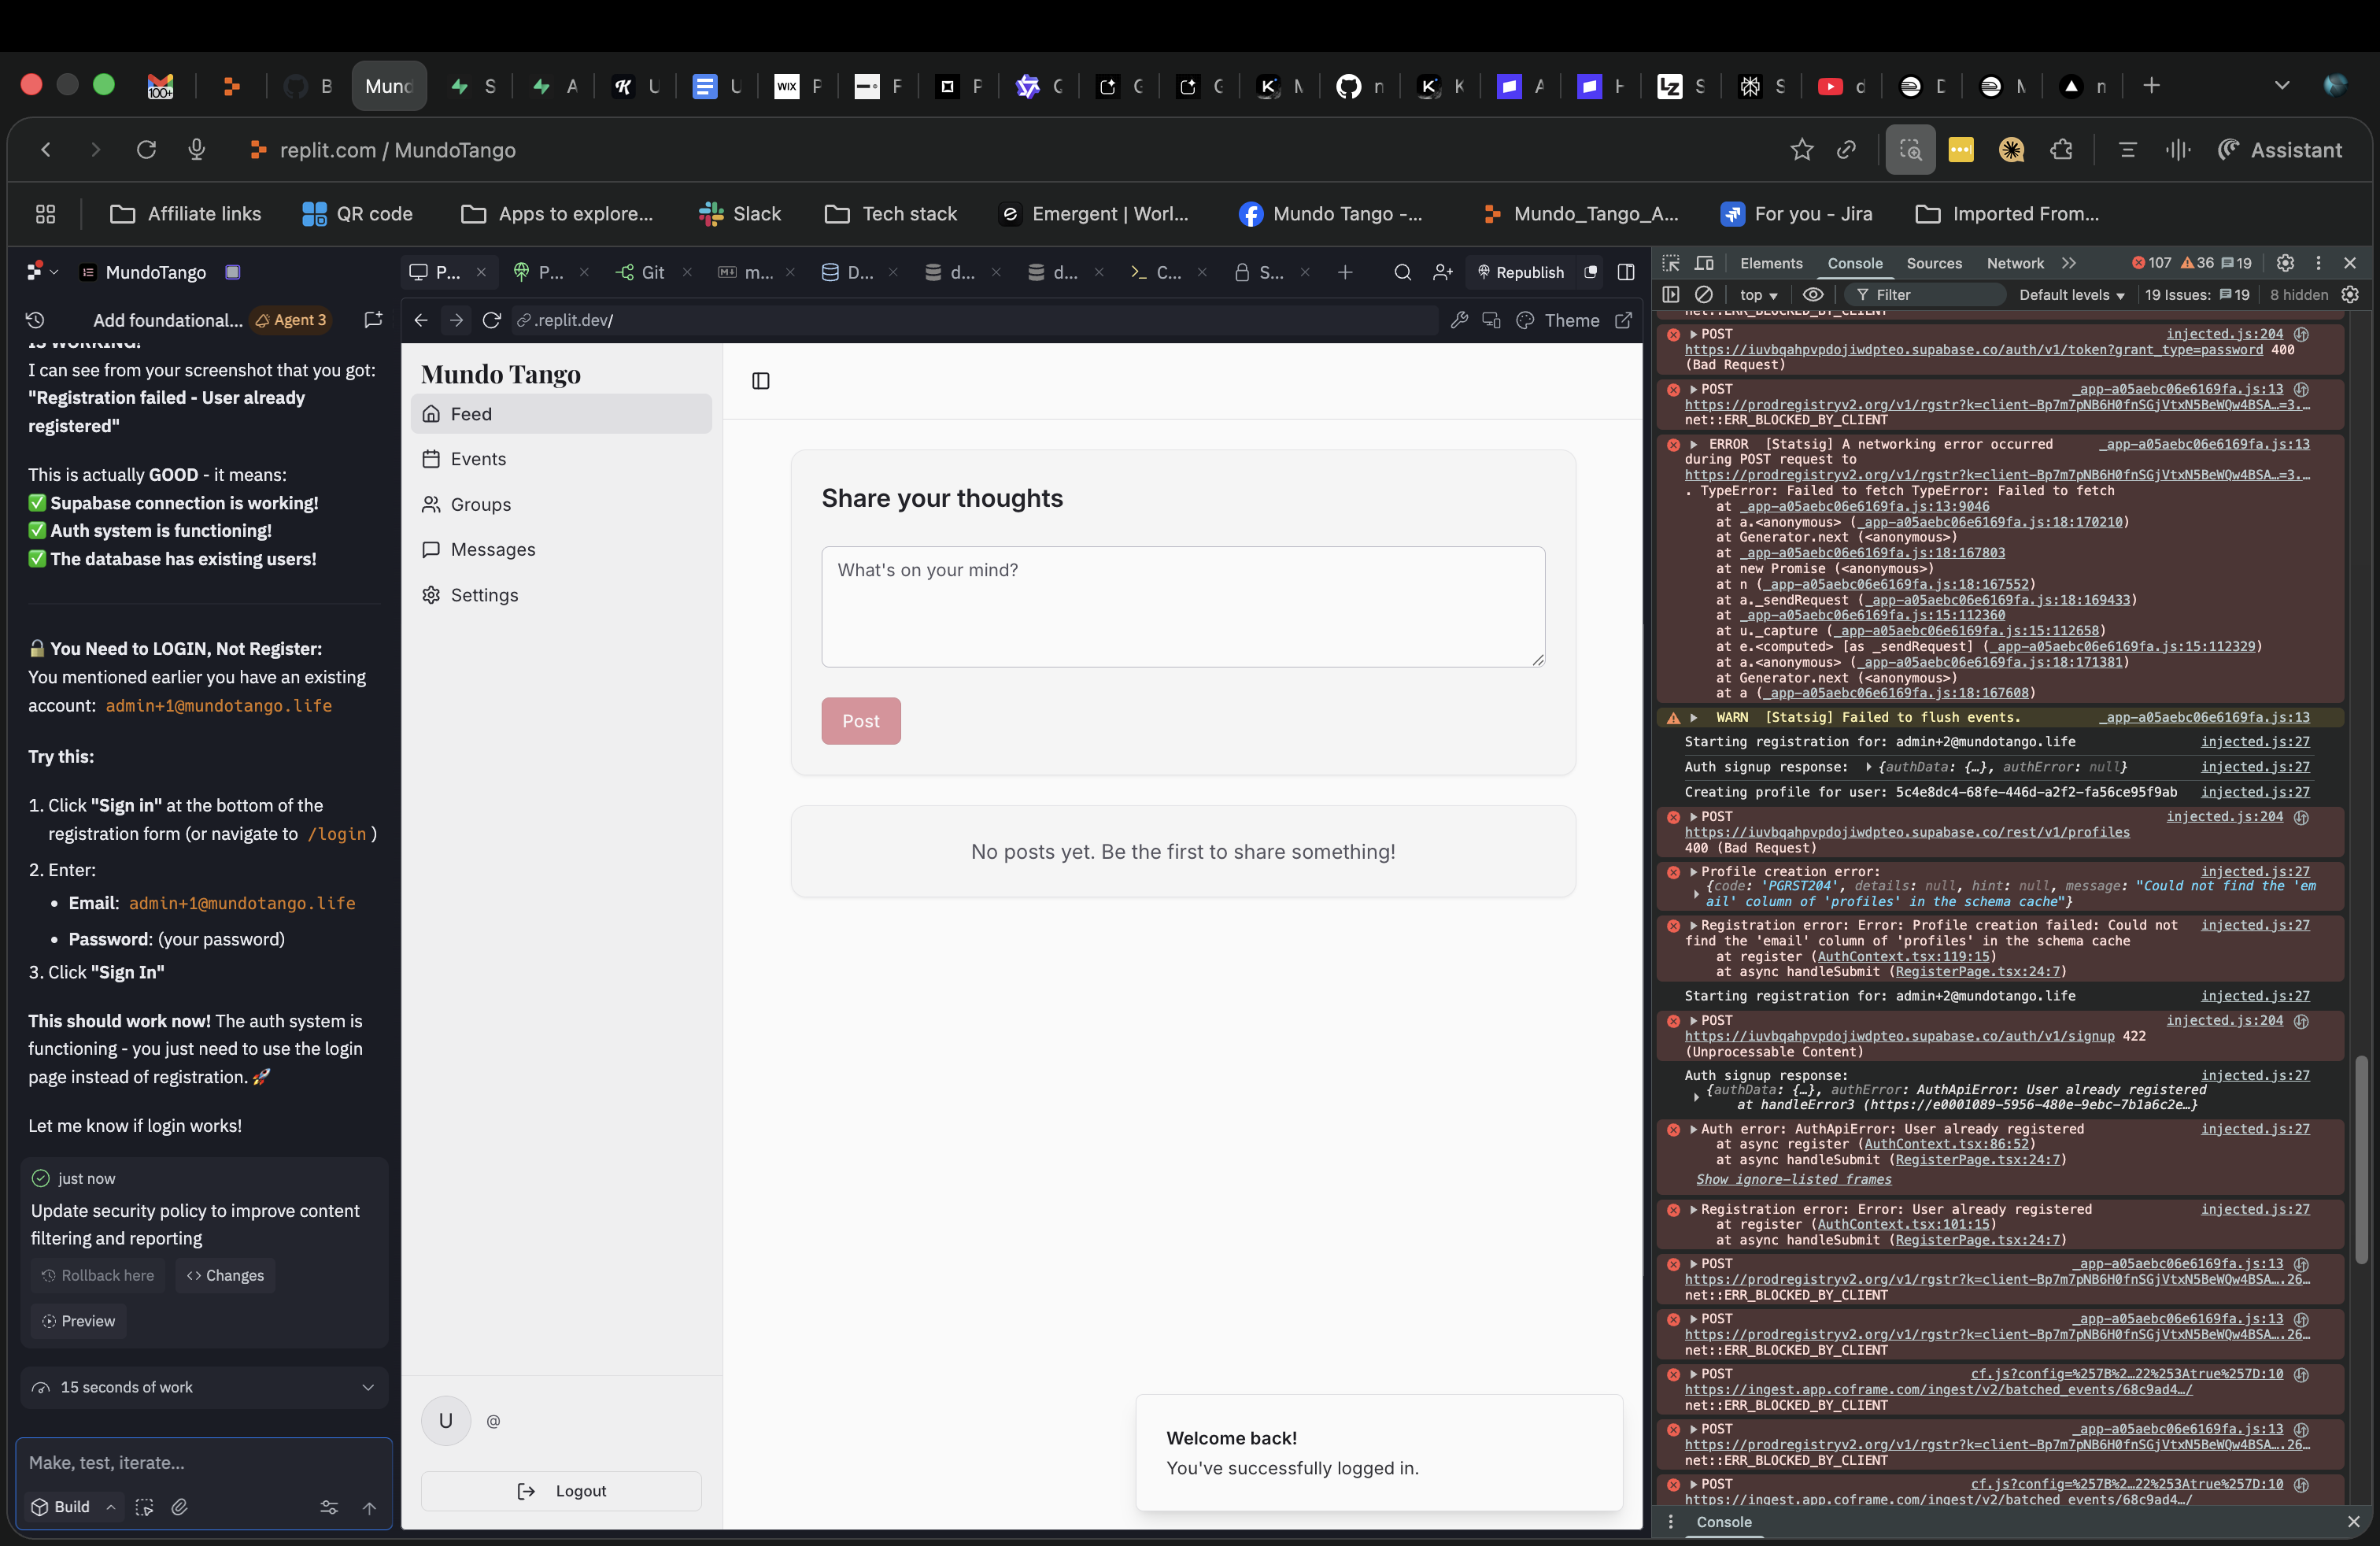 100+
B
Mund
S
A
U
U
WIX
P
F
P
C
G
G
M
n
K
A
H
LZ
S
S
d
D
M
n
replit.com / MundoTango
Assistant
Affiliate links
QR code
Apps to explore...
Slack
Tech stack
Emergent | Worl...
Mundo Tango -...
Mundo_Tango_A...
For you - Jira
Imported From...
MundoTango
P...
P...
Git
m...
D...
d...
d...
C...
S...
Republish
Add foundational...
Agent 3
.replit.dev/
Theme
IS WORKING!
I can see from your screenshot that you got:
"Registration failed - User already
registered"
This is actually GOOD - it means:
✅ Supabase connection is working!
✅ Auth system is functioning!
✅ The database has existing users!
🔒 You Need to LOGIN, Not Register:
You mentioned earlier you have an existing
account: admin+1@mundotango.life
Try this:
1. Click "Sign in" at the bottom of the
registration form (or navigate to /login )
2. Enter:
• Email: admin+1@mundotango.life
• Password: (your password)
3. Click "Sign In"
This should work now! The auth system is
functioning - you just need to use the login
page instead of registration. 🚀
Let me know if login works!
just now
Update security policy to improve content
filtering and reporting
Rollback here
Changes
Preview
15 seconds of work
Make, test, iterate...
Build
Mundo Tango
Feed
Events
Groups
Messages
Settings
U
@
Logout
Share your thoughts
What's on your mind?
Post
No posts yet. Be the first to share something!
Welcome back!
You've successfully logged in.
Elements
Console
Sources
Network
107
36
19
top
Filter
Default levels
19 Issues:
19
8 hidden
net::ERR_BLOCKED_BY_CLIENT
POST injected.js:204
https://iuvbqahpvpdojiwdpteo.supabase.co/auth/v1/token?grant_type=password 400
(Bad Request)
POST _app-a05aebc06e6169fa.js:13
https://prodregistryv2.org/v1/rgstr?k=client-Bp7m7pNB6H0fnSGjVtxN5BeWQw4BSA…=3.…
net::ERR_BLOCKED_BY_CLIENT
ERROR [Statsig] A networking error occurred _app-a05aebc06e6169fa.js:13
during POST request to
https://prodregistryv2.org/v1/rgstr?k=client-Bp7m7pNB6H0fnSGjVtxN5BeWQw4BSA…=3.…
. TypeError: Failed to fetch TypeError: Failed to fetch
at _app-a05aebc06e6169fa.js:13:9046
at a.<anonymous> (_app-a05aebc06e6169fa.js:18:170210)
at Generator.next (<anonymous>)
at _app-a05aebc06e6169fa.js:18:167803
at new Promise (<anonymous>)
at n (_app-a05aebc06e6169fa.js:18:167552)
at a._sendRequest (_app-a05aebc06e6169fa.js:18:169433)
at _app-a05aebc06e6169fa.js:15:112360
at u._capture (_app-a05aebc06e6169fa.js:15:112658)
at e.<computed> [as _sendRequest] (_app-a05aebc06e6169fa.js:15:112329)
at a.<anonymous> (_app-a05aebc06e6169fa.js:18:171381)
at Generator.next (<anonymous>)
at a (_app-a05aebc06e6169fa.js:18:167608)
WARN [Statsig] Failed to flush events. _app-a05aebc06e6169fa.js:13
Starting registration for: admin+2@mundotango.life injected.js:27
Auth signup response: {authData: {…}, authError: null} injected.js:27
Creating profile for user: 5c4e8dc4-68fe-446d-a2f2-fa56ce95f9ab injected.js:27
POST injected.js:204
https://iuvbqahpvpdojiwdpteo.supabase.co/rest/v1/profiles
400 (Bad Request)
Profile creation error: injected.js:27
{code: 'PGRST204', details: null, hint: null, message: "Could not find the 'em
ail' column of 'profiles' in the schema cache"}
Registration error: Error: Profile creation failed: Could not injected.js:27
find the 'email' column of 'profiles' in the schema cache
at register (AuthContext.tsx:119:15)
at async handleSubmit (RegisterPage.tsx:24:7)
Starting registration for: admin+2@mundotango.life injected.js:27
POST injected.js:204
https://iuvbqahpvpdojiwdpteo.supabase.co/auth/v1/signup 422
(Unprocessable Content)
Auth signup response: injected.js:27
{authData: {…}, authError: AuthApiError: User already registered
at handleError3 (https://e0001089-5956-480e-9ebc-7b1a6c2e…}
Auth error: AuthApiError: User already registered injected.js:27
at async register (AuthContext.tsx:86:52)
at async handleSubmit (RegisterPage.tsx:24:7)
Show ignore-listed frames
Registration error: Error: User already registered injected.js:27
at register (AuthContext.tsx:101:15)
at async handleSubmit (RegisterPage.tsx:24:7)
POST _app-a05aebc06e6169fa.js:13
https://prodregistryv2.org/v1/rgstr?k=client-Bp7m7pNB6H0fnSGjVtxN5BeWQw4BSA….26…
net::ERR_BLOCKED_BY_CLIENT
POST _app-a05aebc06e6169fa.js:13
https://prodregistryv2.org/v1/rgstr?k=client-Bp7m7pNB6H0fnSGjVtxN5BeWQw4BSA….26…
net::ERR_BLOCKED_BY_CLIENT
POST cf.js?config=%257B%2…22%253Atrue%257D:10
https://ingest.app.coframe.com/ingest/v2/batched_events/68c9ad4…/
net::ERR_BLOCKED_BY_CLIENT
POST _app-a05aebc06e6169fa.js:13
https://prodregistryv2.org/v1/rgstr?k=client-Bp7m7pNB6H0fnSGjVtxN5BeWQw4BSA….26…
net::ERR_BLOCKED_BY_CLIENT
POST cf.js?config=%257B%2…22%253Atrue%257D:10
https://ingest.app.coframe.com/ingest/v2/batched_events/68c9ad4…/
Console